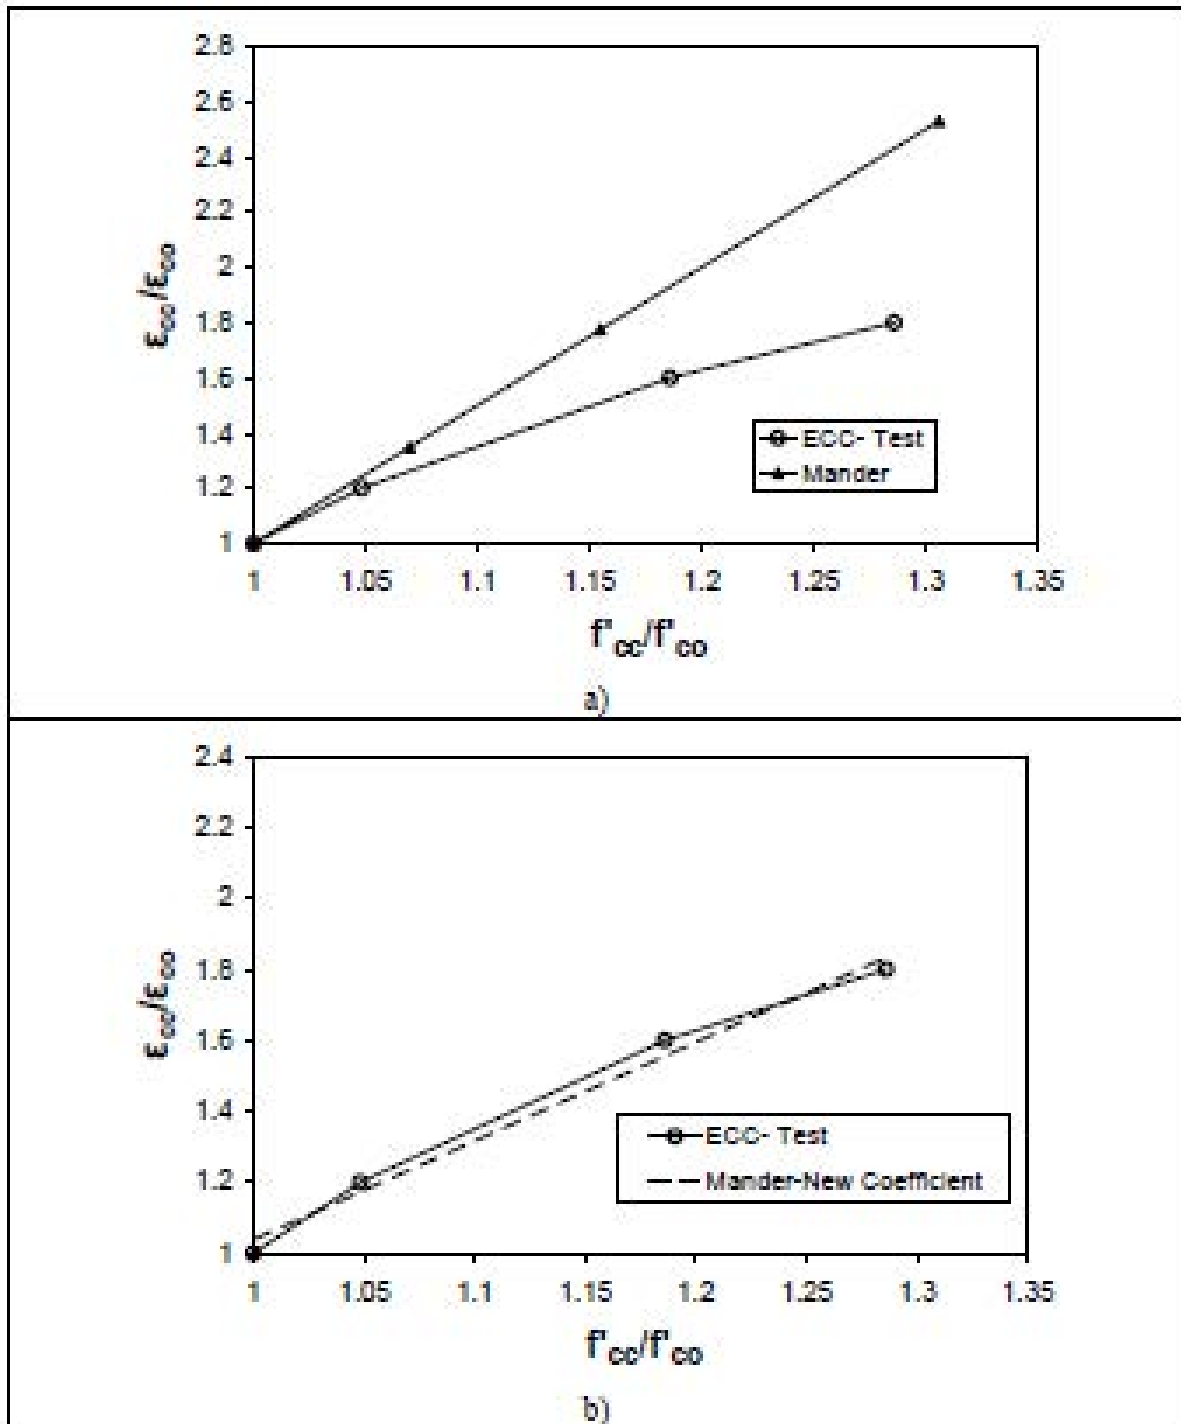 2.8
2.6
2.4
2.2
2
1.8
1.6
1.4
1.2
1
εcc/εco
ECC- Test
Mander
1 1.05 1.1 1.15 1.2 1.25 1.3 1.35
f'cc/f'co
a)
2.4
2.2
2
1.8
1.6
1.4
1.2
1
εcc/εco
ECC- Test
Mander-New Coefficient
1 1.05 1.1 1.15 1.2 1.25 1.3 1.35
f'cc/f'co
b)